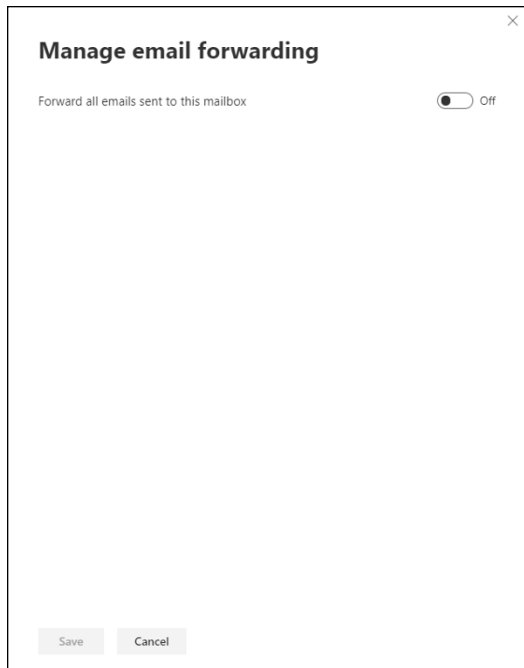 Manage email forwarding
Forward all emails sent to this mailbox
Off
Save
Cancel